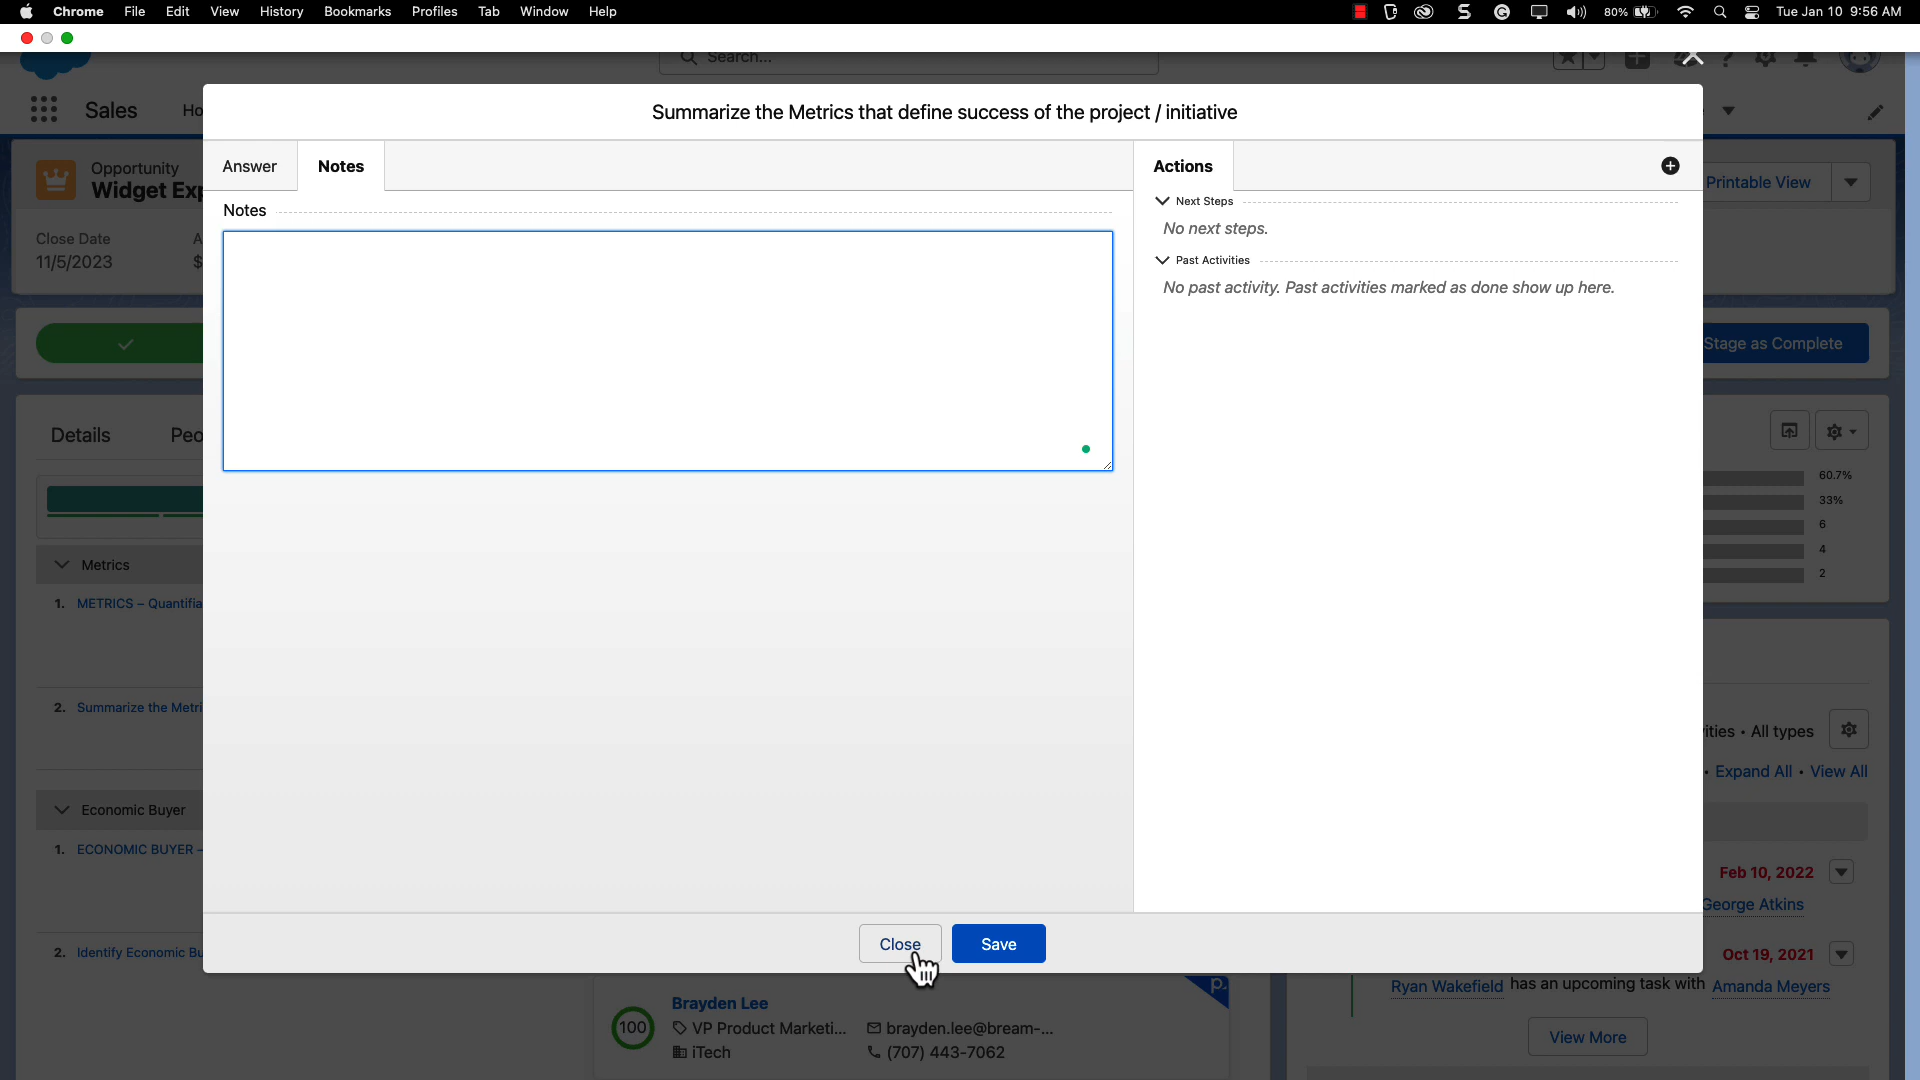 Chrome File Edit View History Bookmarks Profiles Tab Window Help 80% Tue Jan 10 9:56 AM
Search...
Sales
Summarize the Metrics that define success of the project / initiative
Answer Notes
Actions
Opportunity
Printable View
Notes
Next Steps
No next steps.
Close Date
11/5/2023
$
Past Activities
No past activity. Past activities marked as done show up here.
Stage as Complete
Details
60.7%
33%
6
4
2
Metrics
1. METRICS – Quantifia
2. Summarize the Metri
All types
Expand All • View All
Economic Buyer
1. ECONOMIC BUYER –
Feb 10, 2022
George Atkins
2. Identify Economic Bu
Close Save
Oct 19, 2021
Ryan Wakefield has an upcoming task with Amanda Meyers
p.
Brayden Lee
100
VP Product Marketi... brayden.lee@bream-...
iTech (707) 443-7062
View More